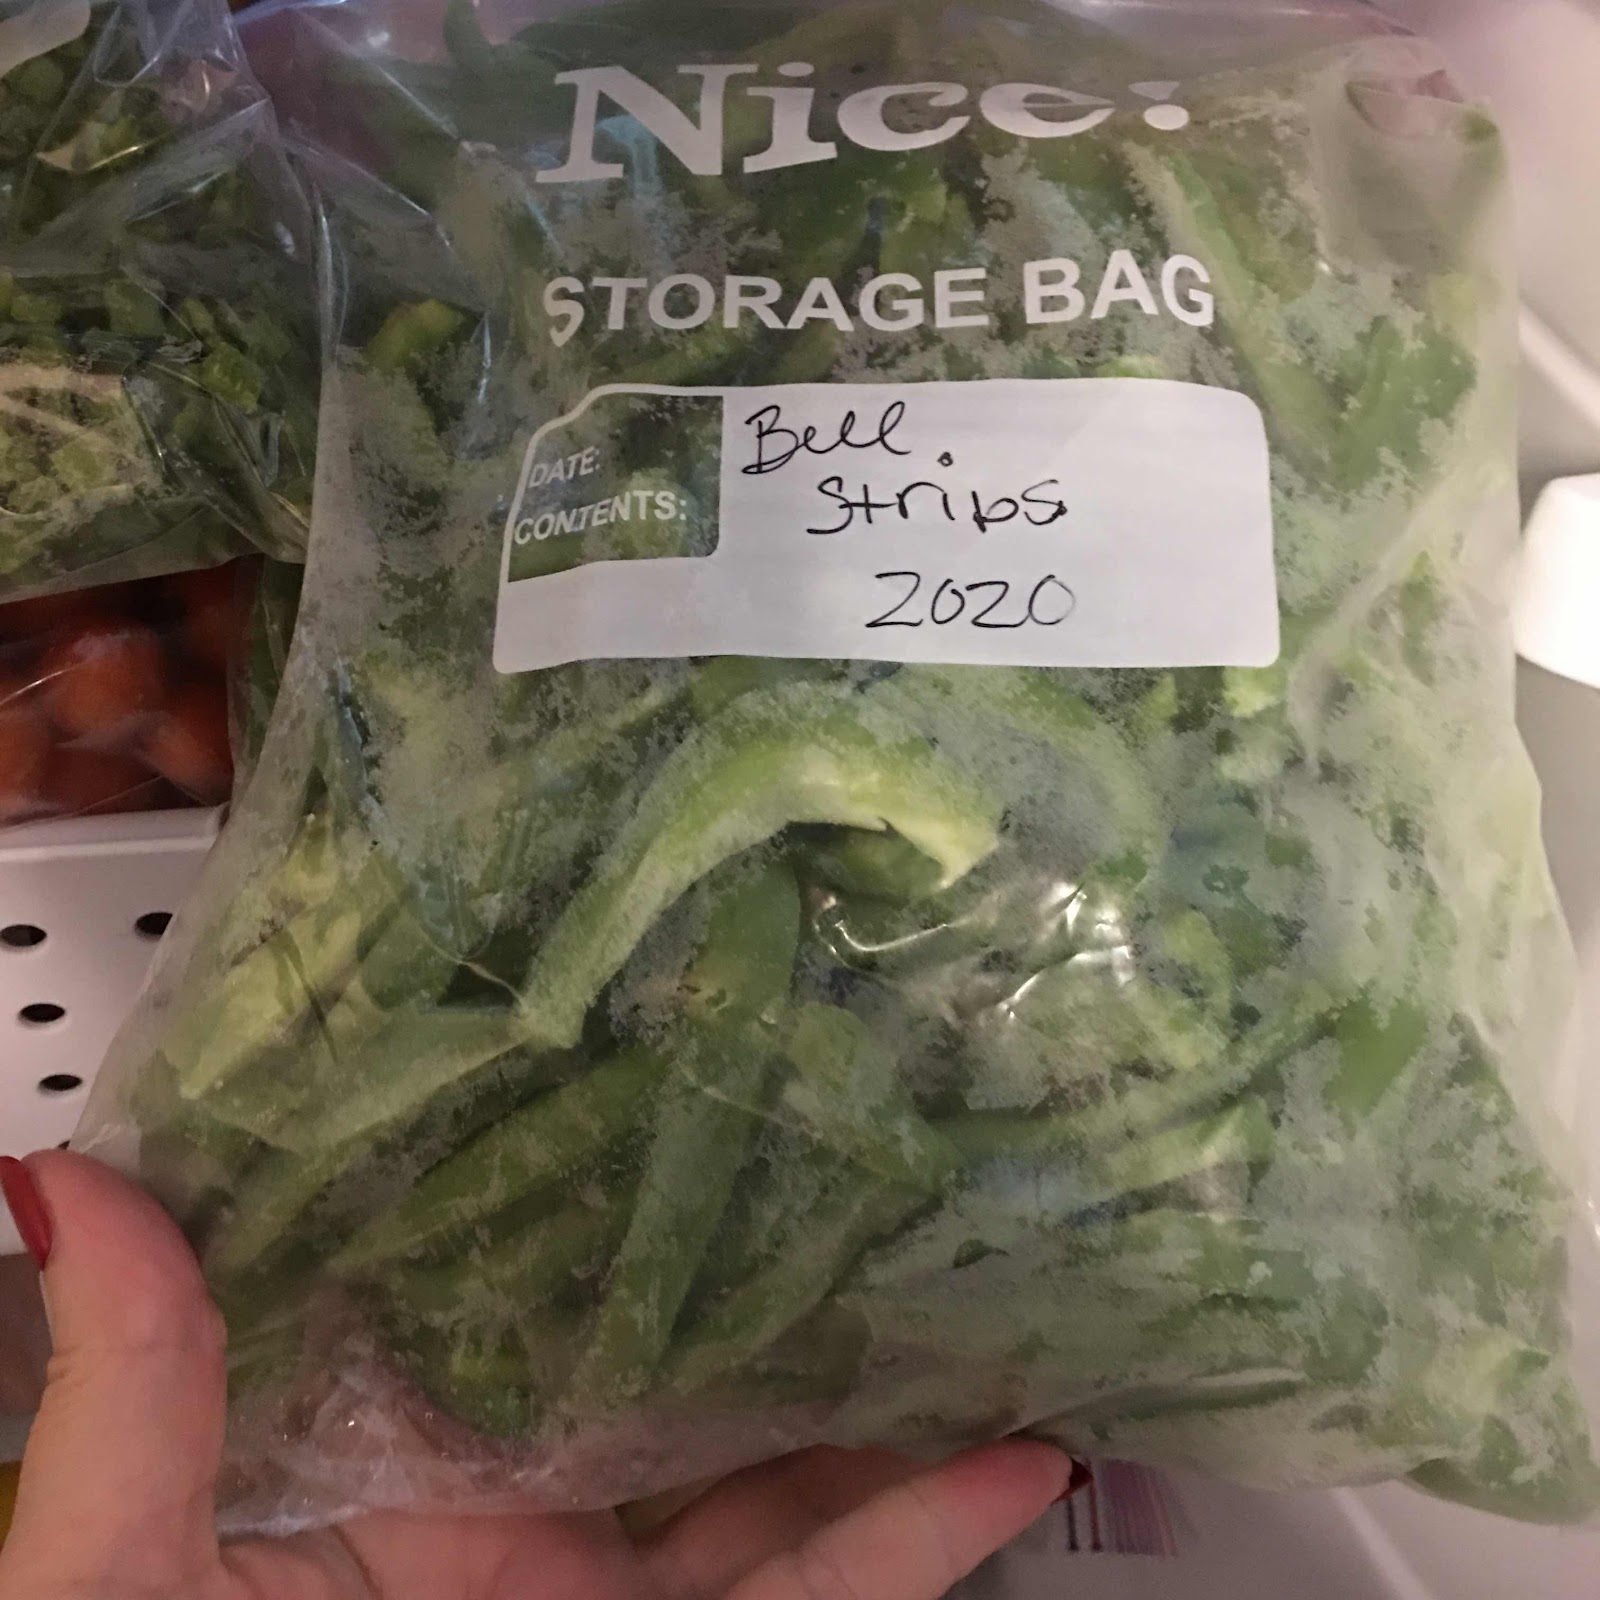 Nice!
STORAGE BAG
DATE:
CONTENTS:
Bell
Strips
2020